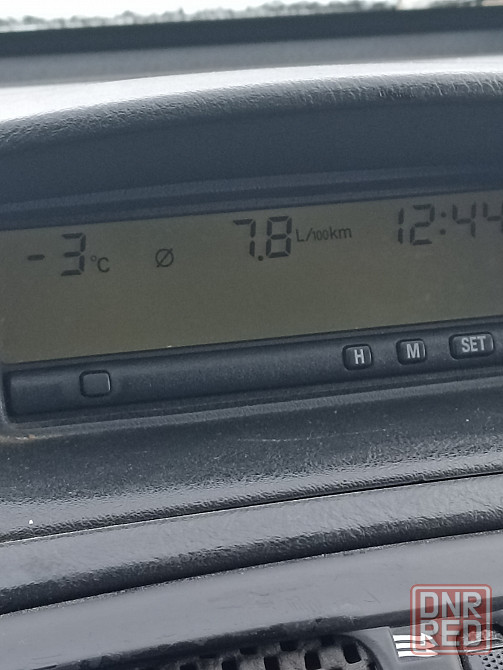 -3°C Ø 7.8 L/100km 12:44
H M SET
DNR
RED